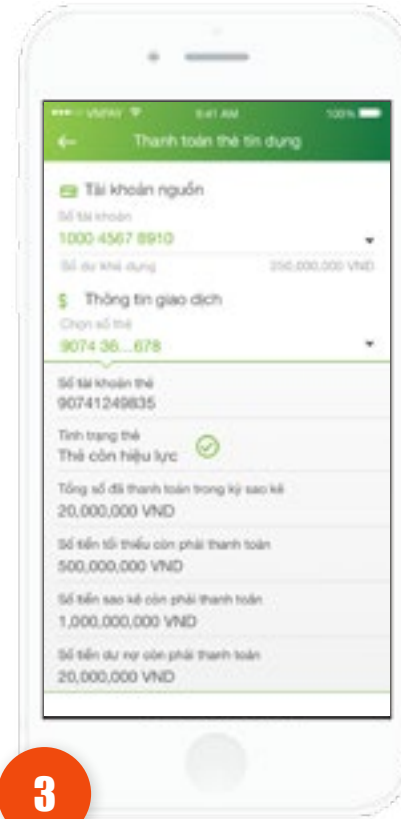 VNPAY 9:41 AM 100%
Thanh toán thẻ tín dụng
Tài khoản nguồn
Số tài khoản
1000 4567 8910
Số dư khả dụng 250,000,000 VND
$ Thông tin giao dịch
Chọn số thẻ
9074 36...678
Số tài khoản thẻ
90741249835
Tình trạng thẻ
Thẻ còn hiệu lực
Tổng số đã thanh toán trong kỳ sao kê
20,000,000 VND
Số tiền tối thiểu còn phải thanh toán
500,000,000 VND
Số tiền sao kê còn phải thanh toán
1,000,000,000 VND
Số tiền dư nợ còn phải thanh toán
20,000,000 VND
3